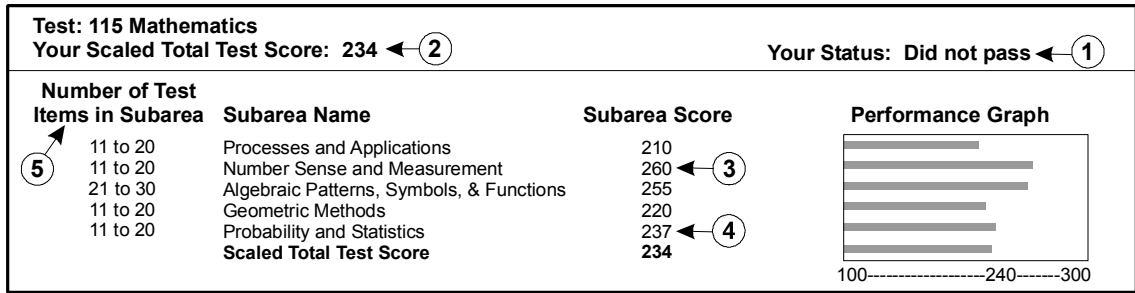 Test: 115 Mathematics
Your Scaled Total Test Score: 234 2
Your Status: Did not pass 1
Number of Test
Items in Subarea Subarea Name Subarea Score Performance Graph
5
11 to 20 Processes and Applications 210
11 to 20 Number Sense and Measurement 260 3
21 to 30 Algebraic Patterns, Symbols, & Functions 255
11 to 20 Geometric Methods 220
11 to 20 Probability and Statistics 237 4
Scaled Total Test Score 234
100--------------------240-------300